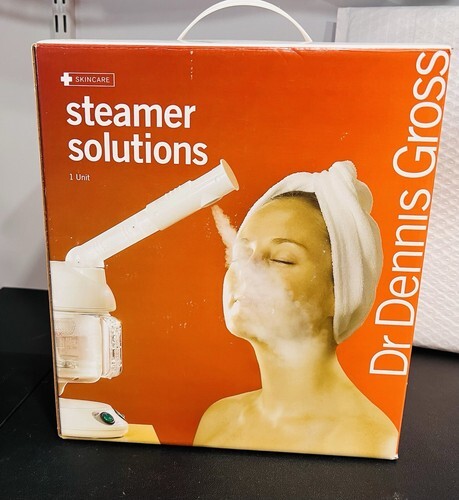 SKINCARE
steamer
solutions
1 Unit
Dr Dennis Gross